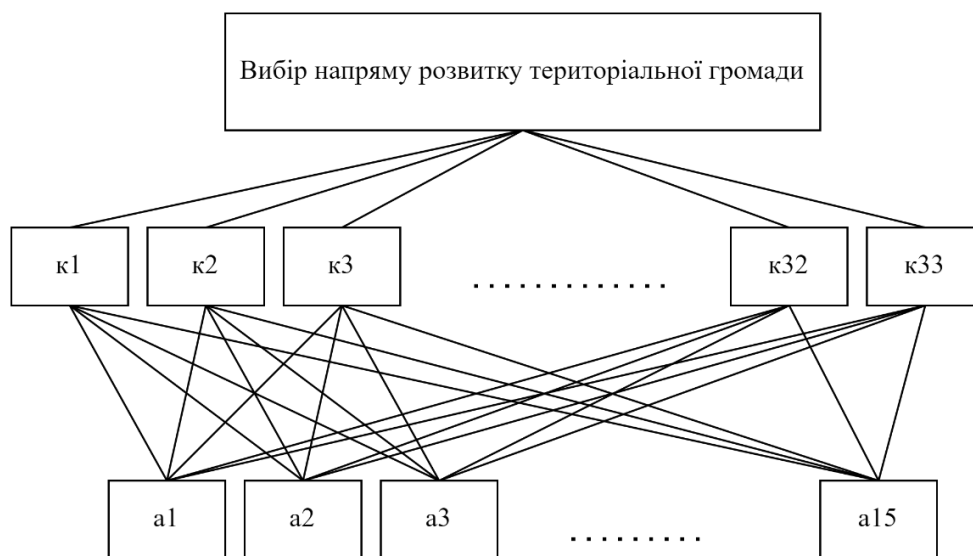 Вибір напряму розвитку територіальної громади
к1 к2 к3 ............. к32 к33
а1 а2 а3 ......... а15